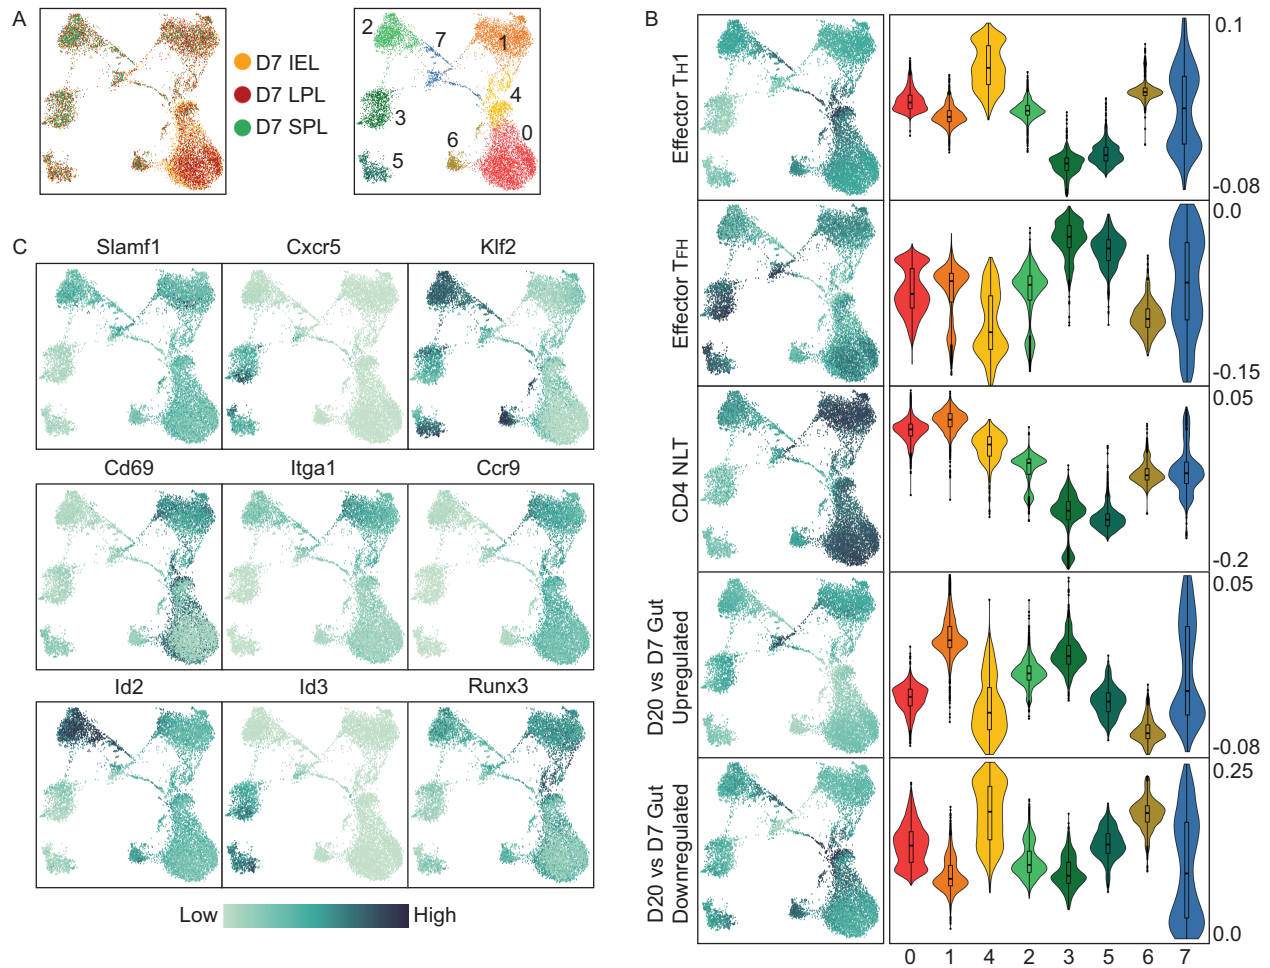 A
D7 IEL
D7 LPL
D7 SPL
2
7
1
4
3
0
6
5
B
Effector TH1
0.1
-0.08
Effector TFH
0.0
-0.15
CD4 NLT
0.05
-0.2
D20 vs D7 Gut
Upregulated
0.05
-0.08
D20 vs D7 Gut
Downregulated
0.25
0.0
0 1 4 2 3 5 6 7
C
Slamf1 Cxcr5 Klf2
Cd69 Itga1 Ccr9
Id2 Id3 Runx3
Low High